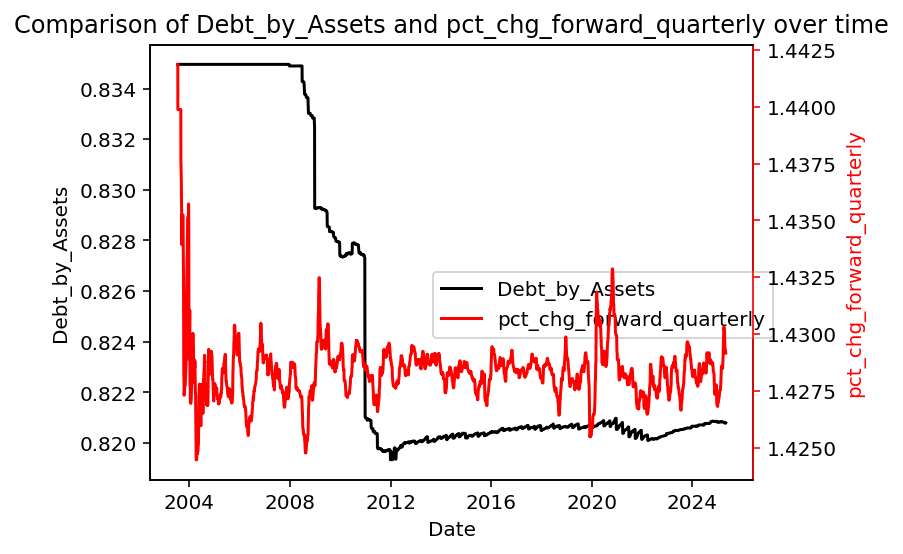 Comparison of Debt_by_Assets and pct_chg_forward_quarterly over time
Debt_by_Assets
0.834
0.832
0.830
0.828
0.826
0.824
0.822
0.820
Debt_by_Assets
pct_chg_forward_quarterly
1.4425
1.4400
1.4375
1.4350
1.4325
1.4300
1.4275
1.4250
pct_chg_forward_quarterly
2004 2008 2012 2016 2020 2024
Date